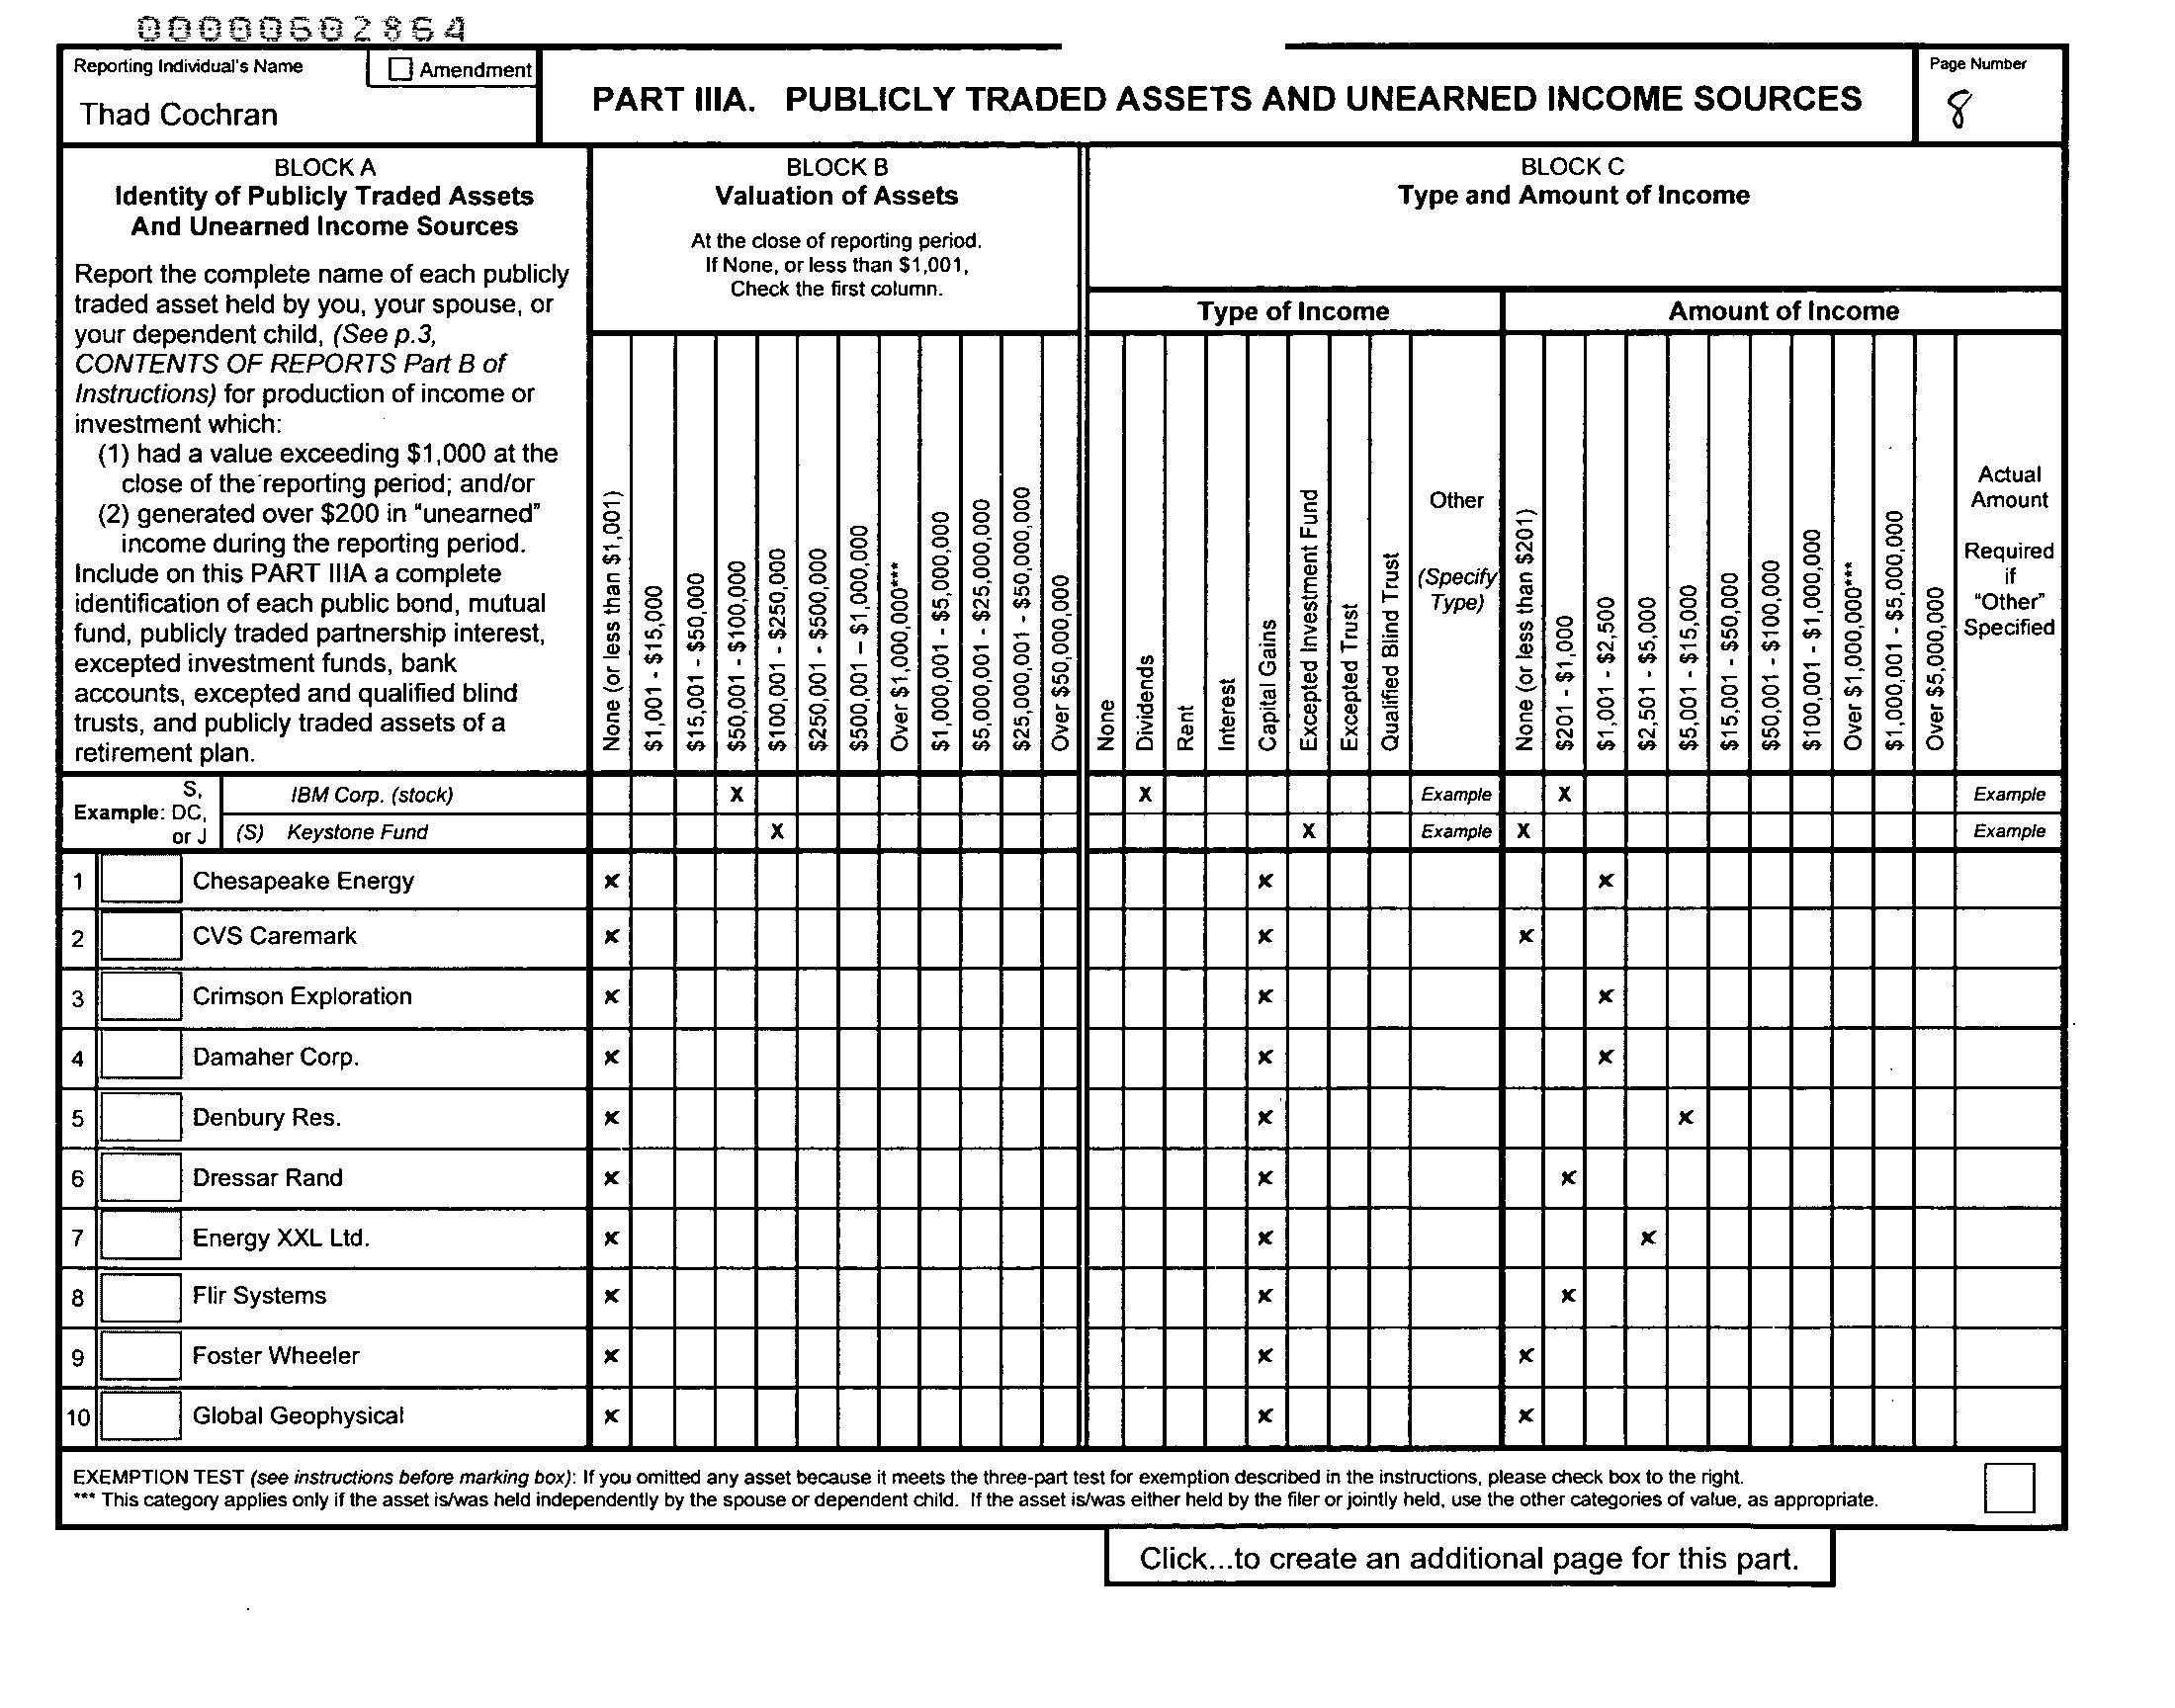 00000602864
Reporting Individual's Name
Amendment
Thad Cochran
PART IIIA. PUBLICLY TRADED ASSETS AND UNEARNED INCOME SOURCES
Page Number
8
BLOCK A
Identity of Publicly Traded Assets
And Unearned Income Sources
Report the complete name of each publicly
traded asset held by you, your spouse, or
your dependent child, (See p.3,
CONTENTS OF REPORTS Part B of
Instructions) for production of income or
investment which:
(1) had a value exceeding $1,000 at the
close of the reporting period; and/or
(2) generated over $200 in "unearned"
income during the reporting period.
Include on this PART IIIA a complete
identification of each public bond, mutual
fund, publicly traded partnership interest,
excepted investment funds, bank
accounts, excepted and qualified blind
trusts, and publicly traded assets of a
retirement plan.
BLOCK B
Valuation of Assets
At the close of reporting period.
If None, or less than $1,001,
Check the first column.
None (or less than $1,001)
$1,001 - $15,000
$15,001 - $50,000
$50,001 - $100,000
$100,001 - $250,000
$250,001 - $500,000
$500,001 – $1,000,000
Over $1,000,000***
$1,000,001 - $5,000,000
$5,000,001 - $25,000,000
$25,000,001 - $50,000,000
Over $50,000,000
BLOCK C
Type and Amount of Income
Type of Income
None
Dividends
Rent
Interest
Capital Gains
Excepted Investment Fund
Excepted Trust
Qualified Blind Trust
Other
(Specify
Type)
Amount of Income
None (or less than $201)
$201 - $1,000
$1,001 - $2,500
$2,501 - $5,000
$5,001 - $15,000
$15,001 - $50,000
$50,001 - $100,000
$100,001 - $1,000,000
Over $1,000,000***
$1,000,001 - $5,000,000
Over $5,000,000
Actual
Amount
Required
if
"Other"
Specified
Example: S, DC, or J
IBM Corp. (stock) X X Example X Example
(S) Keystone Fund X X Example X Example
1 Chesapeake Energy x x x
2 CVS Caremark x x x
3 Crimson Exploration x x x
4 Damaher Corp. x x x
5 Denbury Res. x x x
6 Dressar Rand x x x
7 Energy XXL Ltd. x x x
8 Flir Systems x x x
9 Foster Wheeler x x x
10 Global Geophysical x x x
EXEMPTION TEST (see instructions before marking box): If you omitted any asset because it meets the three-part test for exemption described in the instructions, please check box to the right.
*** This category applies only if the asset is/was held independently by the spouse or dependent child. If the asset is/was either held by the filer or jointly held, use the other categories of value, as appropriate.
Click...to create an additional page for this part.